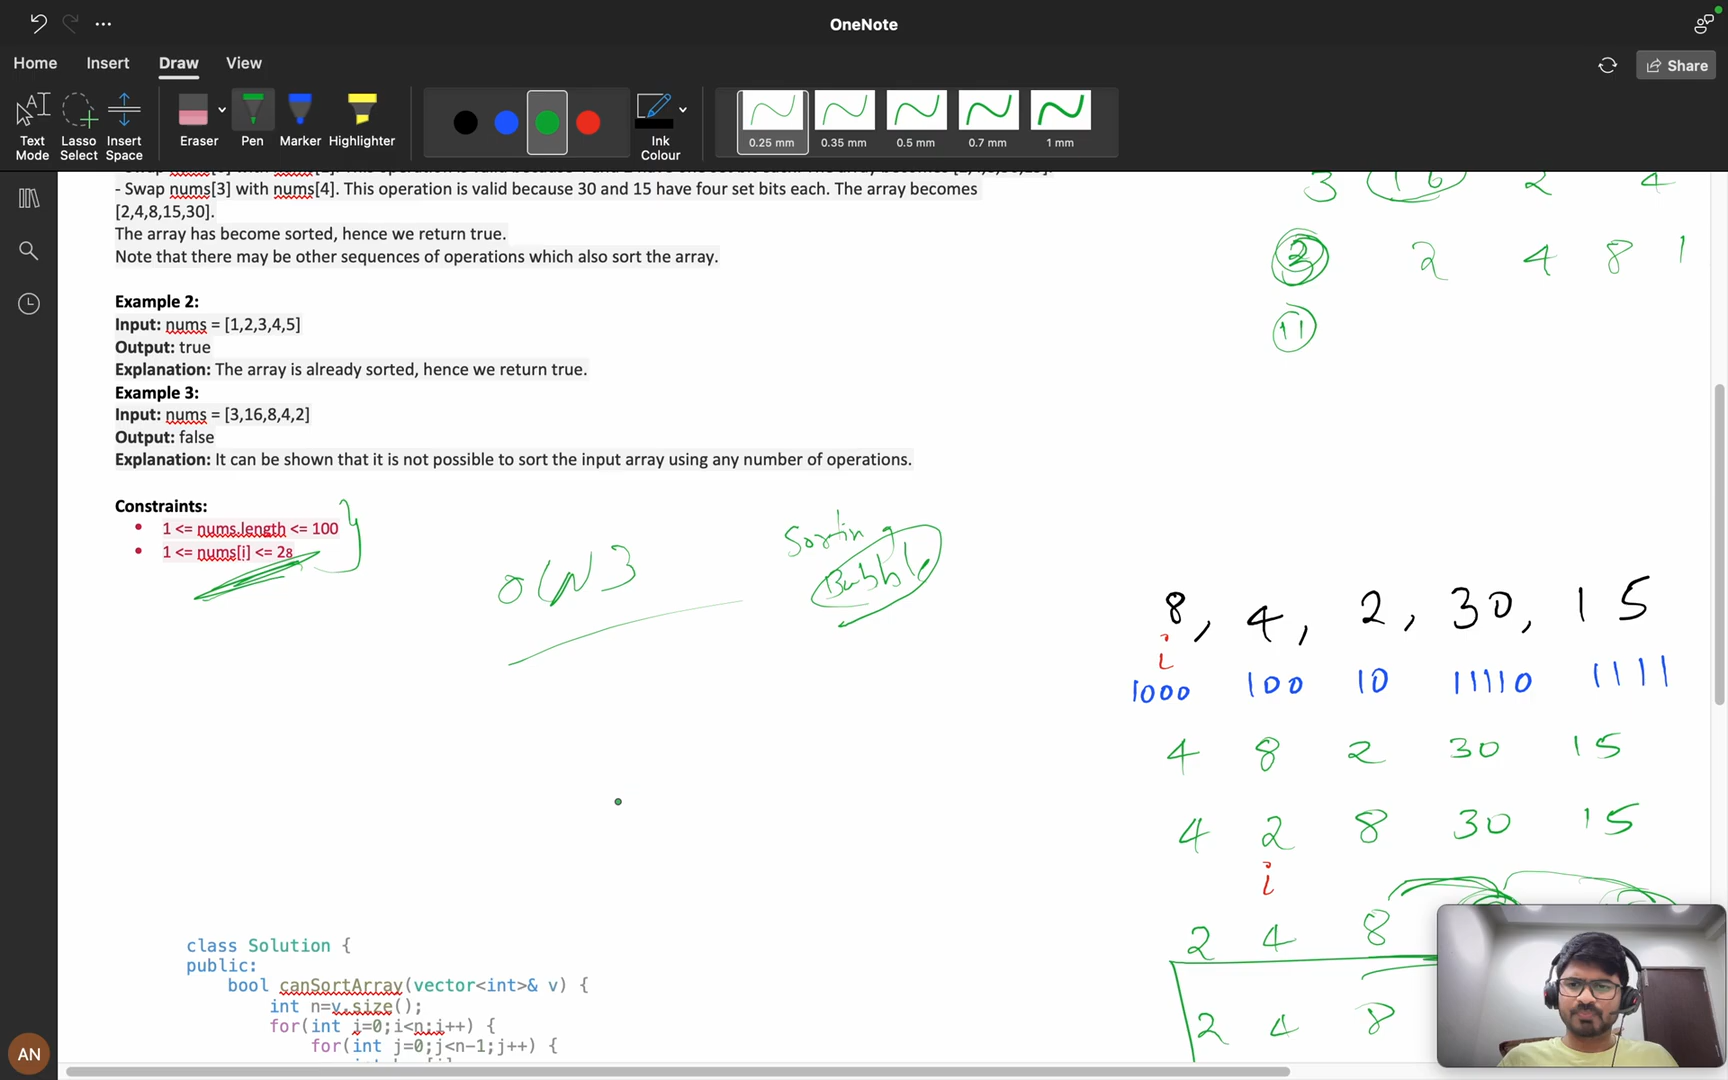 OneNote
Home Insert Draw View
Share
Text Mode
Lasso Select
Insert Space
Eraser
Pen
Marker
Highlighter
Ink Colour
0.25 mm
0.35 mm
0.5 mm
0.7 mm
1 mm
- Swap nums[3] with nums[4]. This operation is valid because 30 and 15 have four set bits each. The array becomes
[2,4,8,15,30].
The array has become sorted, hence we return true.
Note that there may be other sequences of operations which also sort the array.
Example 2:
Input: nums = [1,2,3,4,5]
Output: true
Explanation: The array is already sorted, hence we return true.
Example 3:
Input: nums = [3,16,8,4,2]
Output: false
Explanation: It can be shown that it is not possible to sort the input array using any number of operations.
Constraints:
• 1 <= nums.length <= 100
• 1 <= nums[i] <= 28
Sorting
Bubble
class Solution {
public:
bool canSortArray(vector<int>& v) {
int n=v.size();
for(int i=0;i<n;i++) {
for(int j=0;j<n-1;j++) {
3 16 2 4
3 2 4 8 1
11
8, 4, 2, 30, 15
i
1000 100 10 11110 1111
4 8 2 30 15
4 2 8 30 15
i
2 4 8
2 4 8
AN